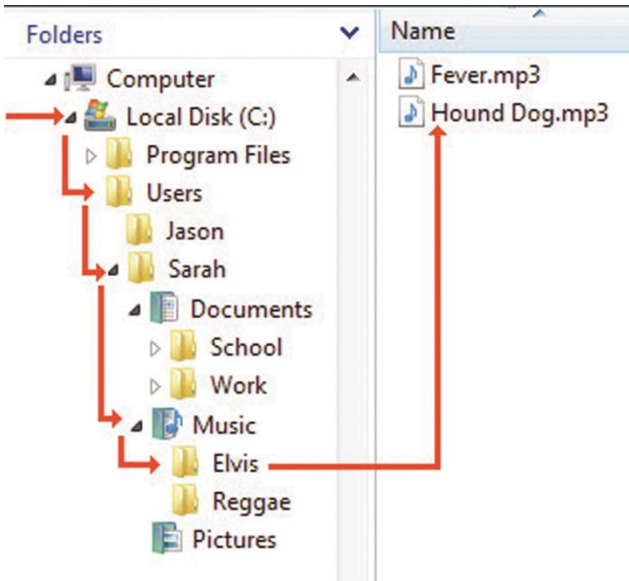 Folders
Computer
Local Disk (C:)
Program Files
Users
Jason
Sarah
Documents
School
Work
Music
Elvis
Reggae
Pictures
Name
Fever.mp3
Hound Dog.mp3